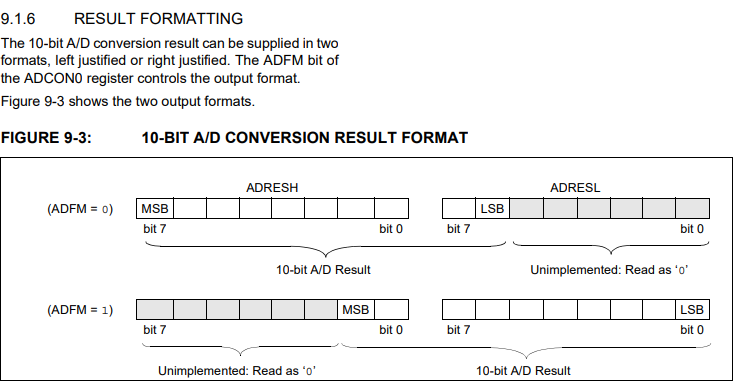 9.1.6 RESULT FORMATTING
The 10-bit A/D conversion result can be supplied in two
formats, left justified or right justified. The ADFM bit of
the ADCON0 register controls the output format.
Figure 9-3 shows the two output formats.
FIGURE 9-3: 10-BIT A/D CONVERSION RESULT FORMAT
ADRESH ADRESL
(ADFM = 0) MSB LSB
bit 7 bit 0 bit 7 bit 0
10-bit A/D Result Unimplemented: Read as ‘0’
(ADFM = 1) MSB LSB
bit 7 bit 0 bit 7 bit 0
Unimplemented: Read as ‘0’ 10-bit A/D Result